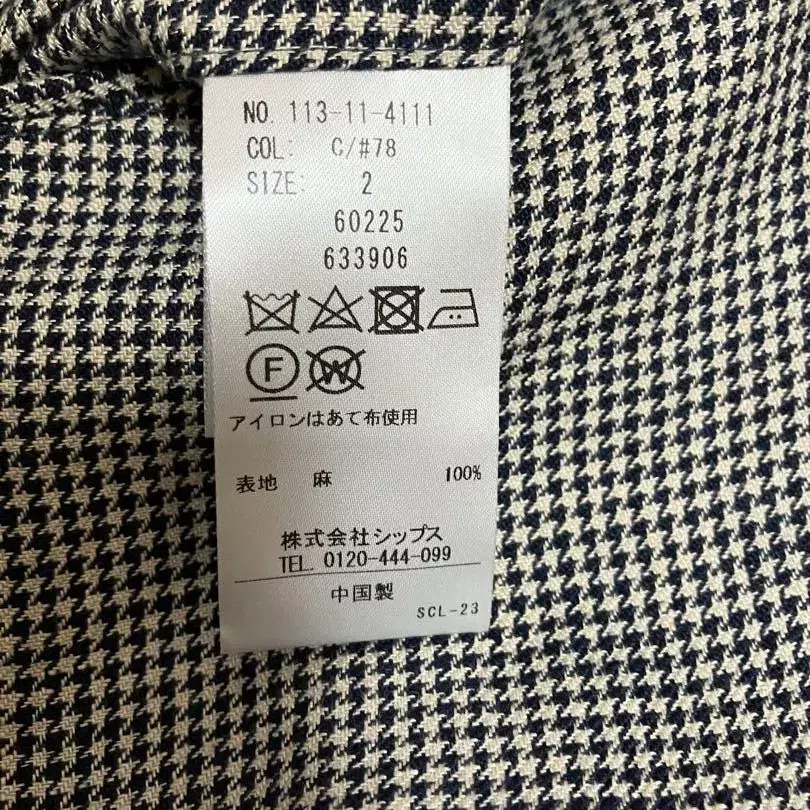 NO. 113-11-4111
COL: C/#78
SIZE: 2
60225
633906
F W
アイロンはあて布使用
表地 麻 100%
株式会社シップス
TEL. 0120-444-099
中国製
SCL-23